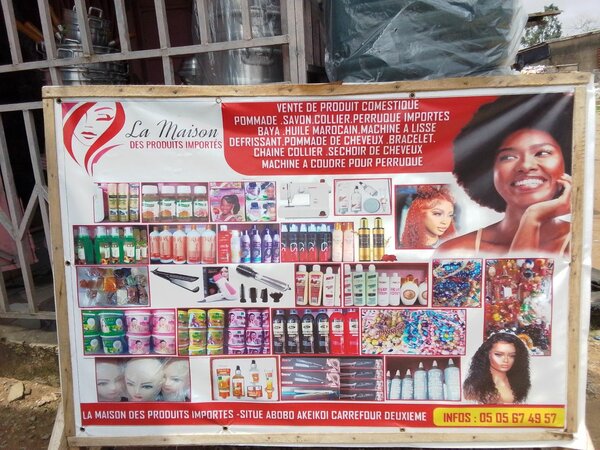 La Maison
DES PRODUITS IMPORTÉS
VENTE DE PRODUIT COMESTIQUE
POMMADE .SAVON.COLLIER.PERRUQUE IMPORTES
BAYA .HUILE MAROCAIN.MACHINE A LISSE
DEFRISSANT.POMMADE DE CHEVEUX .BRACELET.
CHAINE COLLIER. SECHOIR DE CHEVEUX
MACHINE A COUDRE POUR PERRUQUE
LA MAISON DES PRODUITS IMPORTES -SITUE ABOBO AKEIKOI CARREFOUR DEUXIEME
INFOS : 05 05 67 49 57